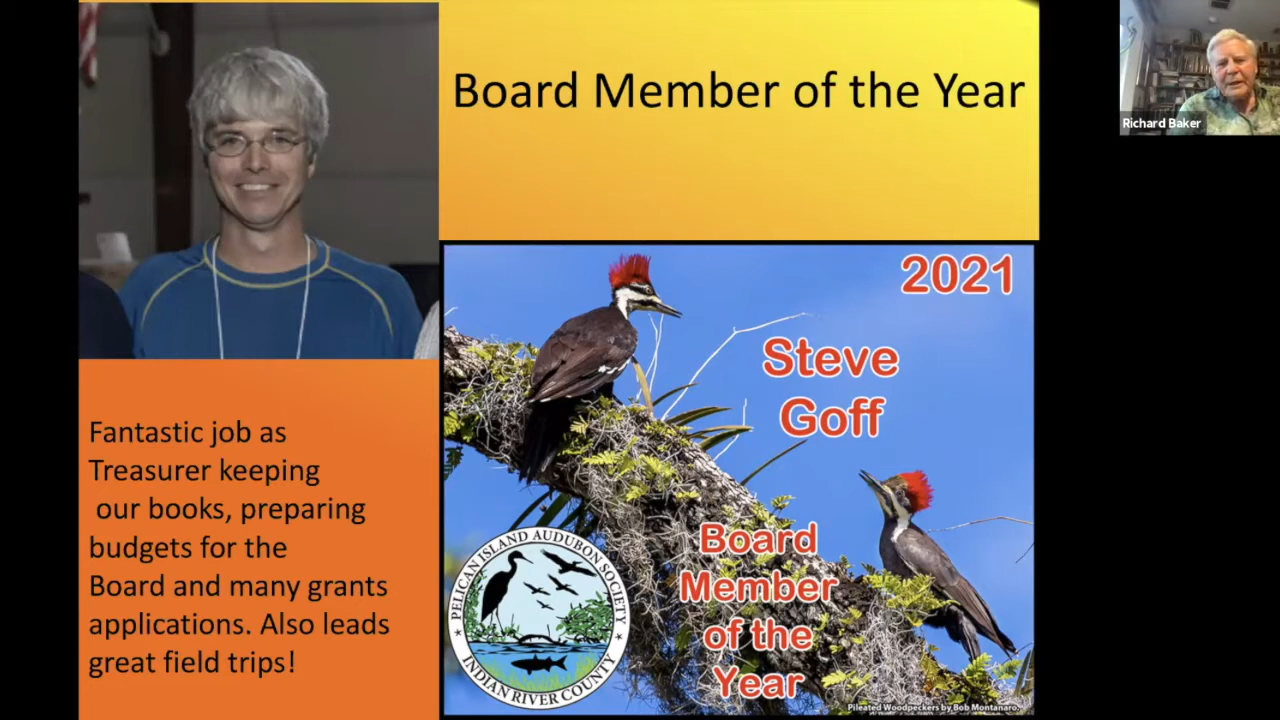 Board Member of the Year
Richard Baker
2021
Steve
Goff
Fantastic job as
Treasurer keeping
our books, preparing
budgets for the
Board and many grants
applications. Also leads
great field trips!
Board
Member
of the
Year
PELICAN ISLAND AUDUBON SOCIETY
★ INDIAN RIVER COUNTY ★
Pileated Woodpeckers by Bob Montanaro.